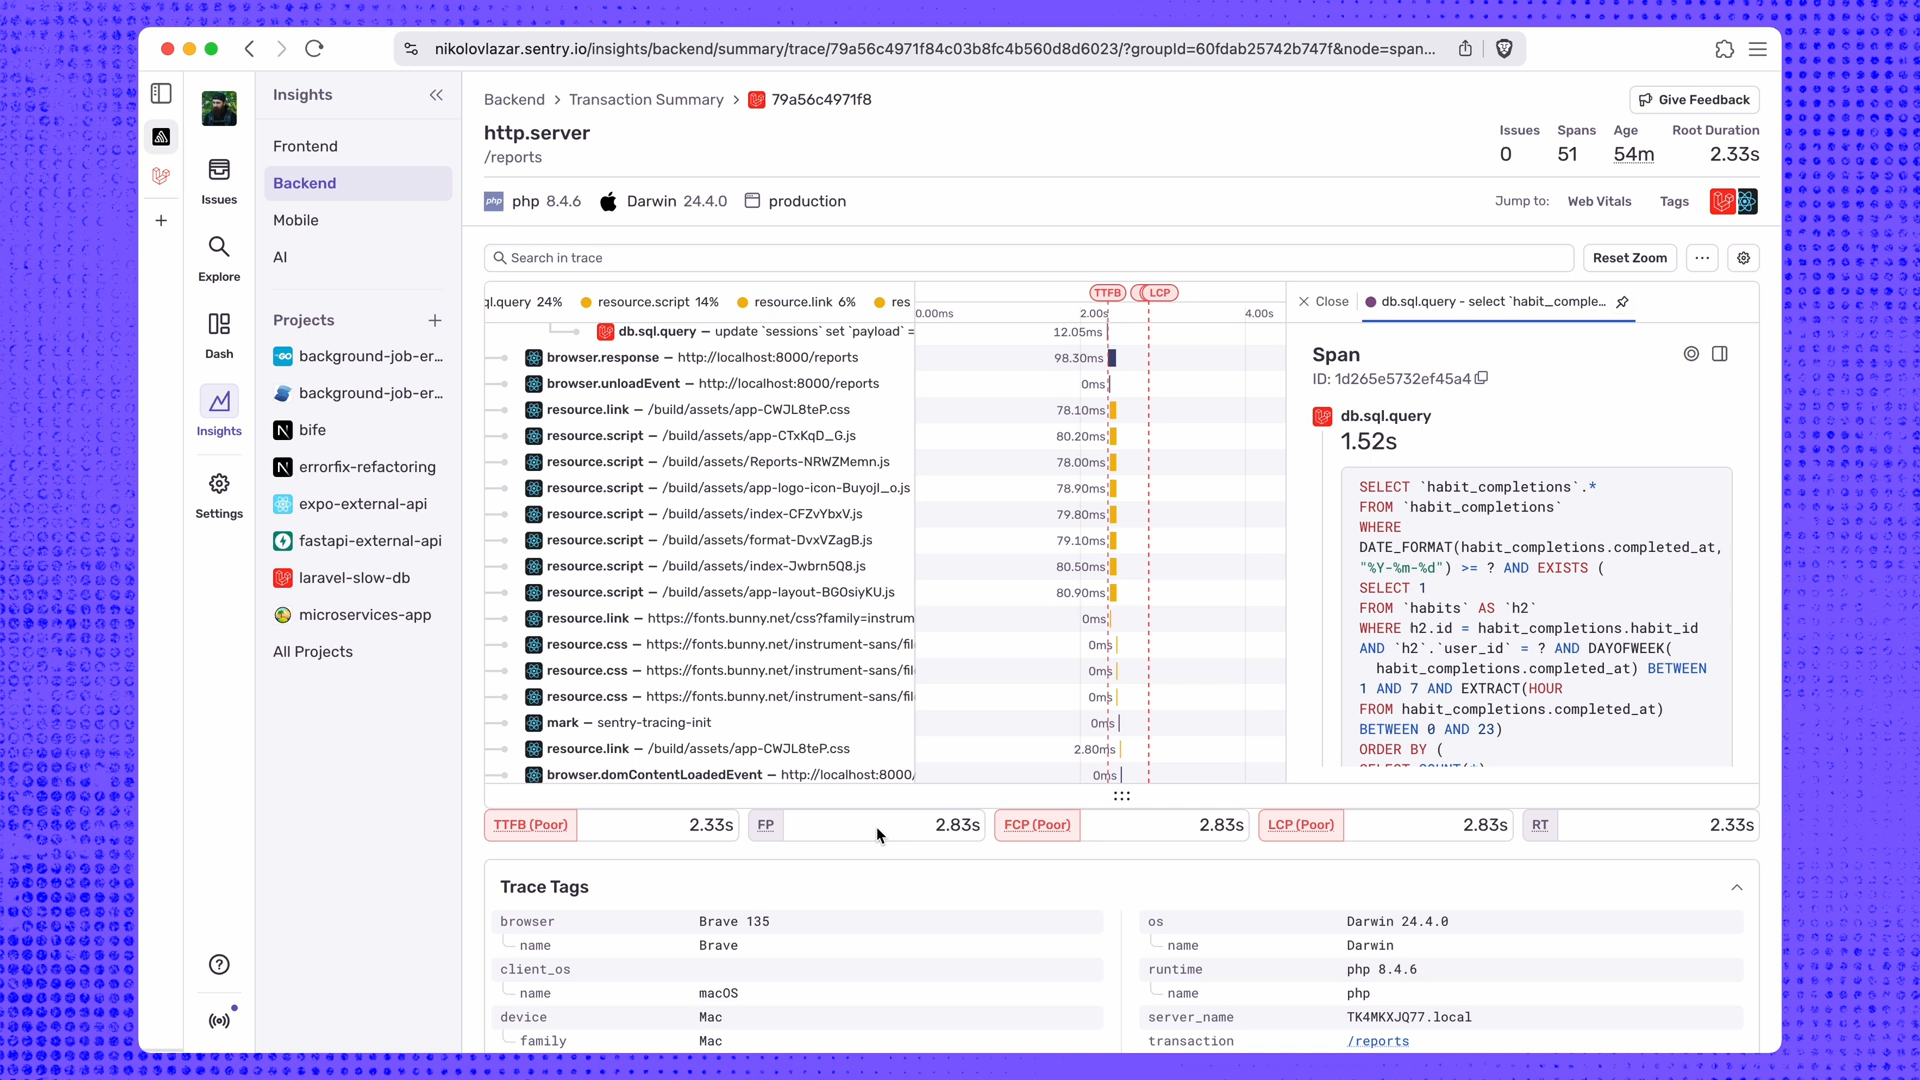 nikolovlazar.sentry.io/insights/backend/summary/trace/79a56c4971f84c03b8fc4b560d8d6023/?groupId=60fdab25742b747f&node=span...
Issues
Explore
Dash
Insights
Settings
Insights
Frontend
Backend
Mobile
AI
Projects
background-job-er...
background-job-er...
bife
errorfix-refactoring
expo-external-api
fastapi-external-api
laravel-slow-db
microservices-app
All Projects
Backend > Transaction Summary > 79a56c4971f8
Give Feedback
http.server
/reports
Issues Spans Age Root Duration
0 51 54m 2.33s
php php 8.4.6 Darwin 24.4.0 production
Jump to: Web Vitals Tags
Search in trace
Reset Zoom
ql.query 24% resource.script 14% resource.link 6% res
TTFB LCP
0.00ms 2.00s 4.00s
db.sql.query — update `sessions` set `payload` = 12.05ms
browser.response — http://localhost:8000/reports 98.30ms
browser.unloadEvent — http://localhost:8000/reports 0ms
resource.link — /build/assets/app-CWJL8teP.css 78.10ms
resource.script — /build/assets/app-CTxKqD_G.js 80.20ms
resource.script — /build/assets/Reports-NRWZMemn.js 78.00ms
resource.script — /build/assets/app-logo-icon-Buyojl_o.js 78.90ms
resource.script — /build/assets/index-CFZvYbxV.js 79.80ms
resource.script — /build/assets/format-DvxVZagB.js 79.10ms
resource.script — /build/assets/index-Jwbrn5Q8.js 80.50ms
resource.script — /build/assets/app-layout-BGOsiyKU.js 80.90ms
resource.link — https://fonts.bunny.net/css?family=instrum 0ms
resource.css — https://fonts.bunny.net/instrument-sans/fil 0ms
resource.css — https://fonts.bunny.net/instrument-sans/fil 0ms
resource.css — https://fonts.bunny.net/instrument-sans/fil 0ms
mark — sentry-tracing-init 0ms
resource.link — /build/assets/app-CWJL8teP.css 2.80ms
browser.domContentLoadedEvent — http://localhost:8000/ 0ms
Close db.sql.query - select `habit_comple...
Span
ID: 1d265e5732ef45a4
db.sql.query
1.52s
SELECT `habit_completions`.*
FROM `habit_completions`
WHERE
DATE_FORMAT(habit_completions.completed_at,
"%Y-%m-%d") >= ? AND EXISTS (
SELECT 1
FROM `habits` AS `h2`
WHERE h2.id = habit_completions.habit_id
AND `h2`.`user_id` = ? AND DAYOFWEEK(
habit_completions.completed_at) BETWEEN
1 AND 7 AND EXTRACT(HOUR
FROM habit_completions.completed_at)
BETWEEN 0 AND 23)
ORDER BY (
SELECT COUNT(*)
TTFB (Poor) 2.33s
FP 2.83s
FCP (Poor) 2.83s
LCP (Poor) 2.83s
RT 2.33s
Trace Tags
browser Brave 135
name Brave
client_os
name macOS
device Mac
family Mac
os Darwin 24.4.0
name Darwin
runtime php 8.4.6
name php
server_name TK4MKXJQ77.local
transaction /reports